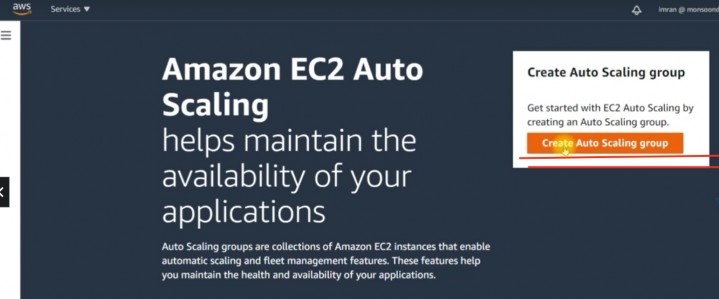 aws
Services ▼
imran @ monsoond
Amazon EC2 Auto
Scaling
helps maintain the
availability of your
applications
Auto Scaling groups are collections of Amazon EC2 instances that enable
automatic scaling and fleet management features. These features help
you maintain the health and availability of your applications.
Create Auto Scaling group
Get started with EC2 Auto Scaling by
creating an Auto Scaling group.
Create Auto Scaling group